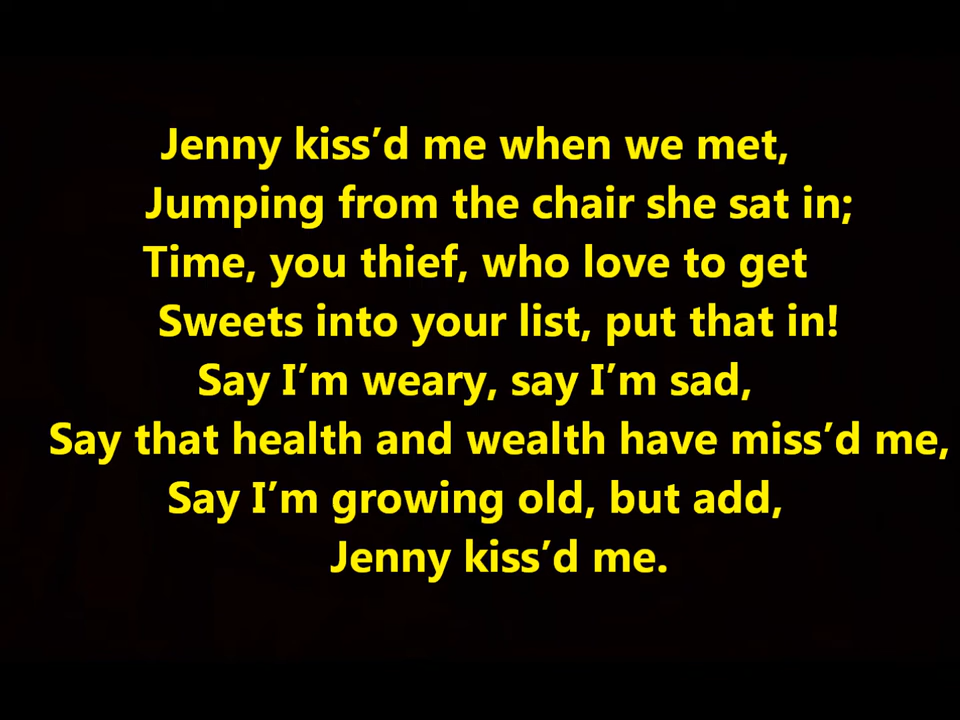 Jenny kiss’d me when we met,
Jumping from the chair she sat in;
Time, you thief, who love to get
Sweets into your list, put that in!
Say I’m weary, say I’m sad,
Say that health and wealth have miss’d me,
Say I’m growing old, but add,
Jenny kiss’d me.